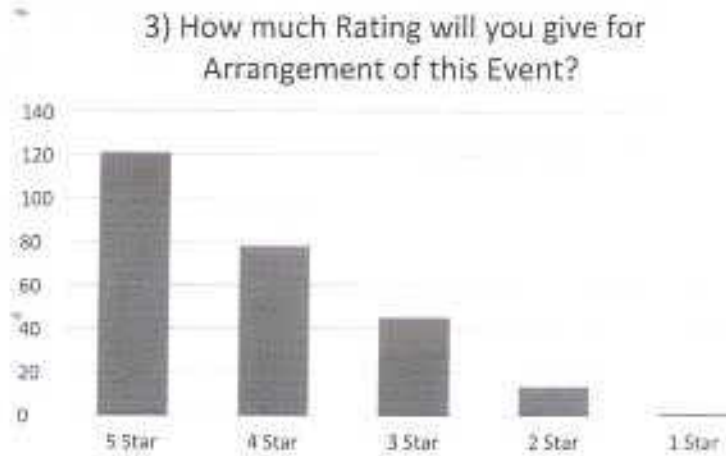 3) How much Rating will you give for
Arrangement of this Event?
140
120
100
80
60
40
20
0
5 Star
4 Star
3 Star
2 Star
1 Star